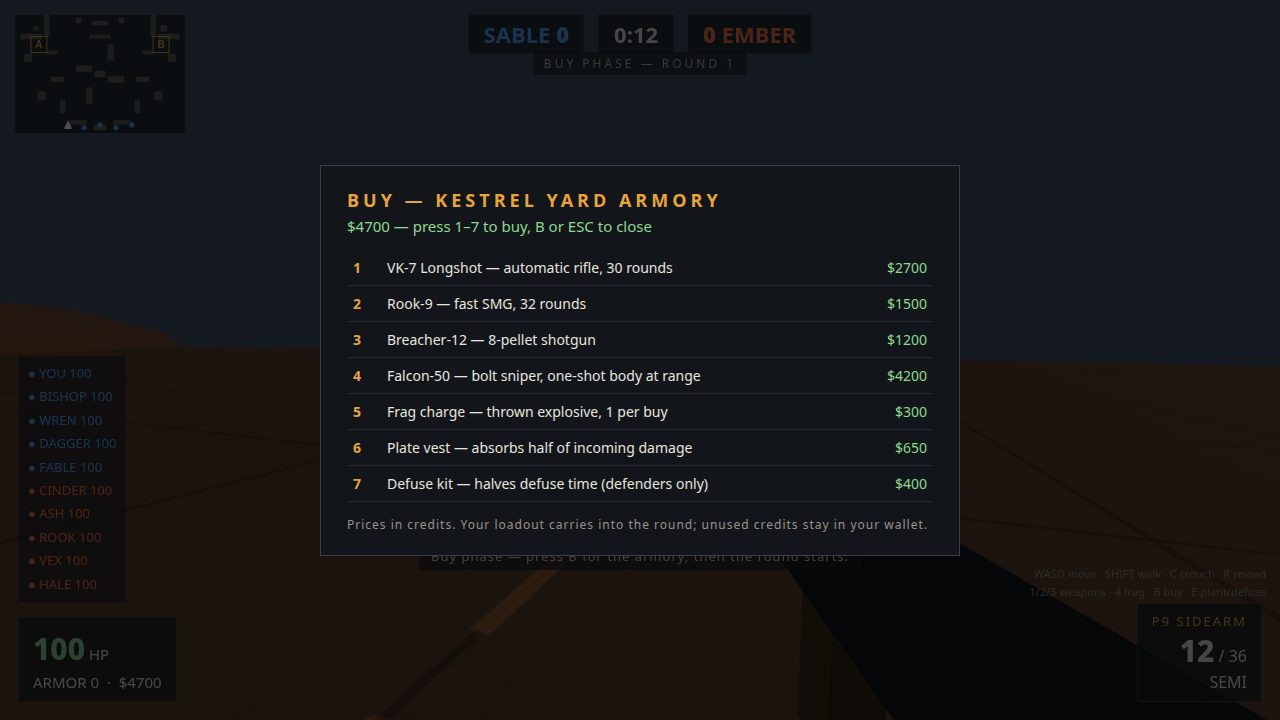 A
B
SABLE 0
0:12
0 EMBER
BUY PHASE — ROUND 1
BUY — KESTREL YARD ARMORY
$4700 — press 1–7 to buy, B or ESC to close
1 VK-7 Longshot — automatic rifle, 30 rounds $2700
2 Rook-9 — fast SMG, 32 rounds $1500
3 Breacher-12 — 8-pellet shotgun $1200
4 Falcon-50 — bolt sniper, one-shot body at range $4200
5 Frag charge — thrown explosive, 1 per buy $300
6 Plate vest — absorbs half of incoming damage $650
7 Defuse kit — halves defuse time (defenders only) $400
Prices in credits. Your loadout carries into the round; unused credits stay in your wallet.
Buy phase — press B for the armory, then the round starts.
YOU 100
BISHOP 100
WREN 100
DAGGER 100
FABLE 100
CINDER 100
ASH 100
ROOK 100
VEX 100
HALE 100
100 HP
ARMOR 0 · $4700
WASD move · SHIFT walk · C crouch · R reload
1/2/3 weapons · 4 frag · B buy · E plant/defuse
P9 SIDEARM
12 / 36
SEMI